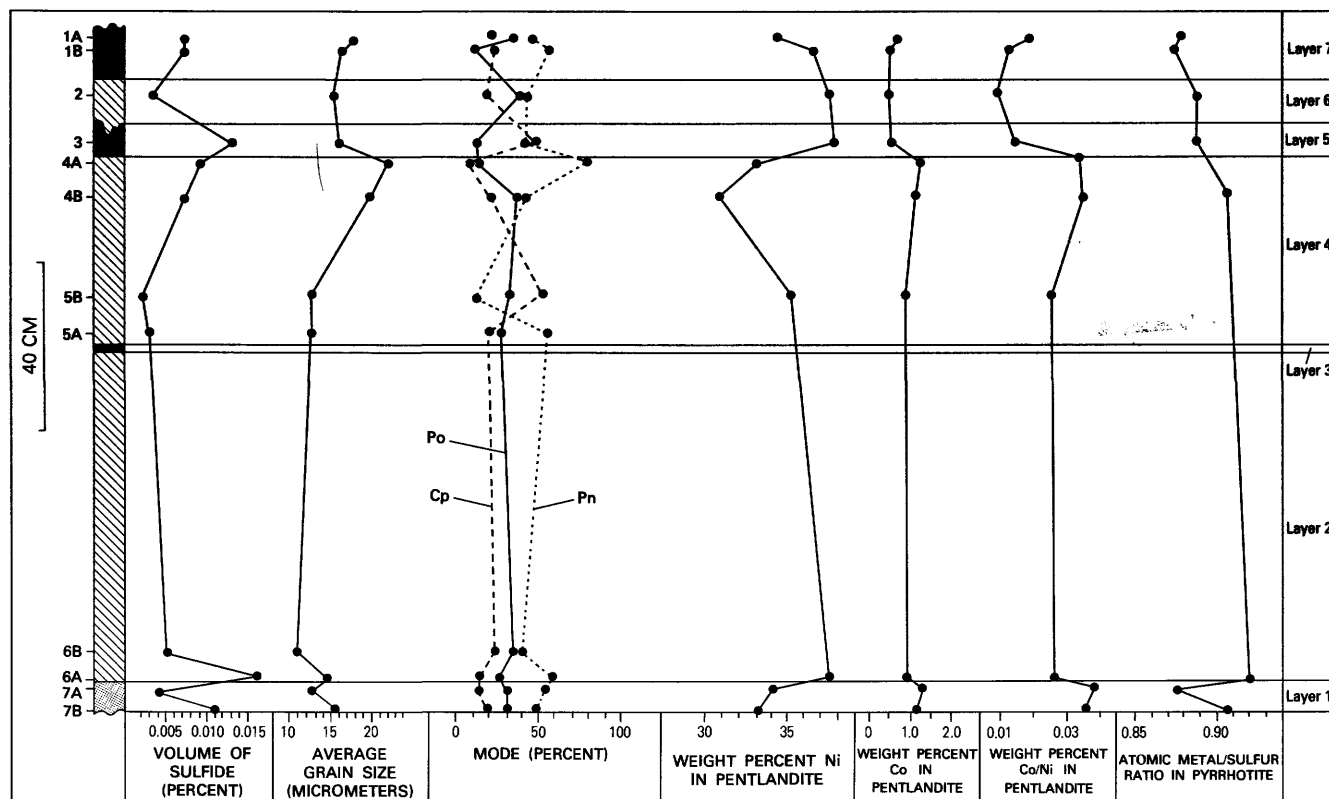 1A
1B
2
3
4A
4B
5B
5A
6B
6A
7A
7B
40 CM
Po
Cp
Pn
Layer 7
Layer 6
Layer 5
Layer 4
Layer 3
Layer 2
Layer 1
0.005 0.010 0.015
VOLUME OF
SULFIDE
(PERCENT)
10 20
AVERAGE
GRAIN SIZE
(MICROMETERS)
0 50 100
MODE (PERCENT)
30 35
WEIGHT PERCENT Ni
IN PENTLANDITE
0 1.0 2.0
WEIGHT PERCENT
Co IN
PENTLANDITE
0.01 0.03
WEIGHT PERCENT
Co/Ni IN
PENTLANDITE
0.85 0.90
ATOMIC METAL/SULFUR
RATIO IN PYRRHOTITE